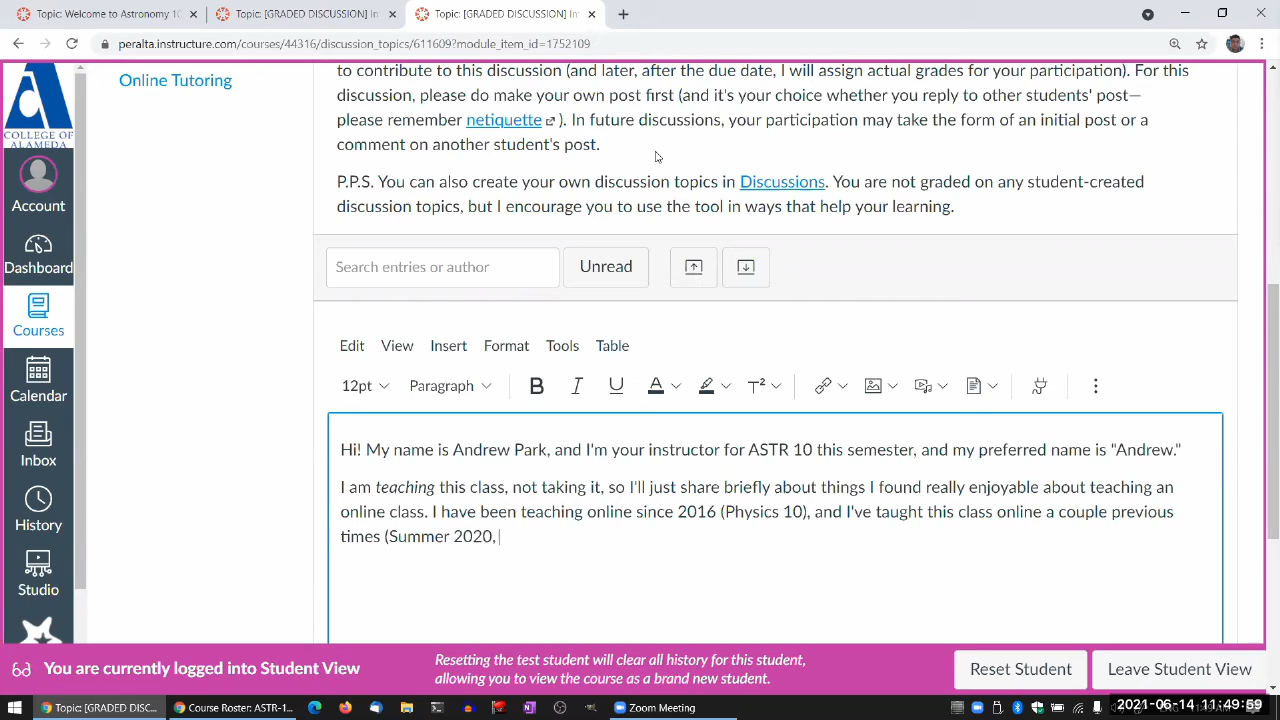 Topic: Welcome to Astronomy 10
Topic: [GRADED DISCUSSION] In
Topic: [GRADED DISCUSSION] In
peralta.instructure.com/courses/44316/discussion_topics/611609?module_item_id=1752109
COLLEGE OF
ALAMEDA
Account
Dashboard
Courses
Calendar
Inbox
History
Studio
Online Tutoring
to contribute to this discussion (and later, after the due date, I will assign actual grades for your participation). For this
discussion, please do make your own post first (and it's your choice whether you reply to other students' post—
please remember netiquette ). In future discussions, your participation may take the form of an initial post or a
comment on another student's post.
P.P.S. You can also create your own discussion topics in Discussions. You are not graded on any student-created
discussion topics, but I encourage you to use the tool in ways that help your learning.
Search entries or author
Unread
Edit View Insert Format Tools Table
12pt Paragraph B I U A T²
Hi! My name is Andrew Park, and I'm your instructor for ASTR 10 this semester, and my preferred name is "Andrew."
I am teaching this class, not taking it, so I'll just share briefly about things I found really enjoyable about teaching an
online class. I have been teaching online since 2016 (Physics 10), and I've taught this class online a couple previous
times (Summer 2020,
You are currently logged into Student View
Resetting the test student will clear all history for this student,
allowing you to view the course as a brand new student.
Reset Student
Leave Student View
Topic: [GRADED DISC...
Course Roster: ASTR-1...
Zoom Meeting
2021-06-14 11:49:59